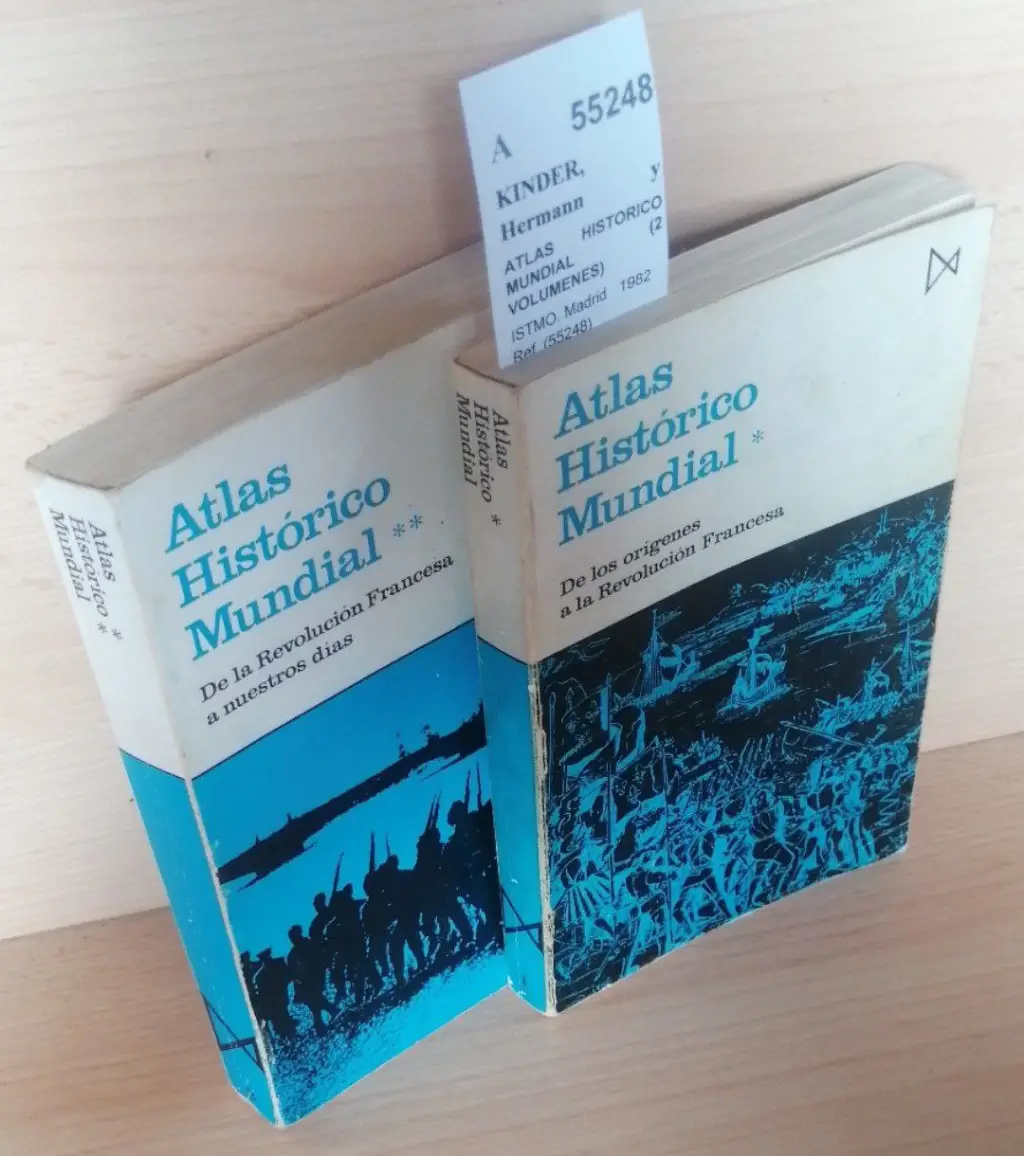 A 55248
KINDER, y
Hermann
ATLAS HISTORICO
MUNDIAL (2
VOLUMENES)
ISTMO. Madrid 1982
Ref. (55248)
Atlas
Histórico
Mundial **
De la Revolución Francesa
a nuestros días
Atlas
Histórico *
Mundial *
Atlas
Histórico
Mundial *
De los orígenes
a la Revolución Francesa
Atlas
Histórico *
Mundial